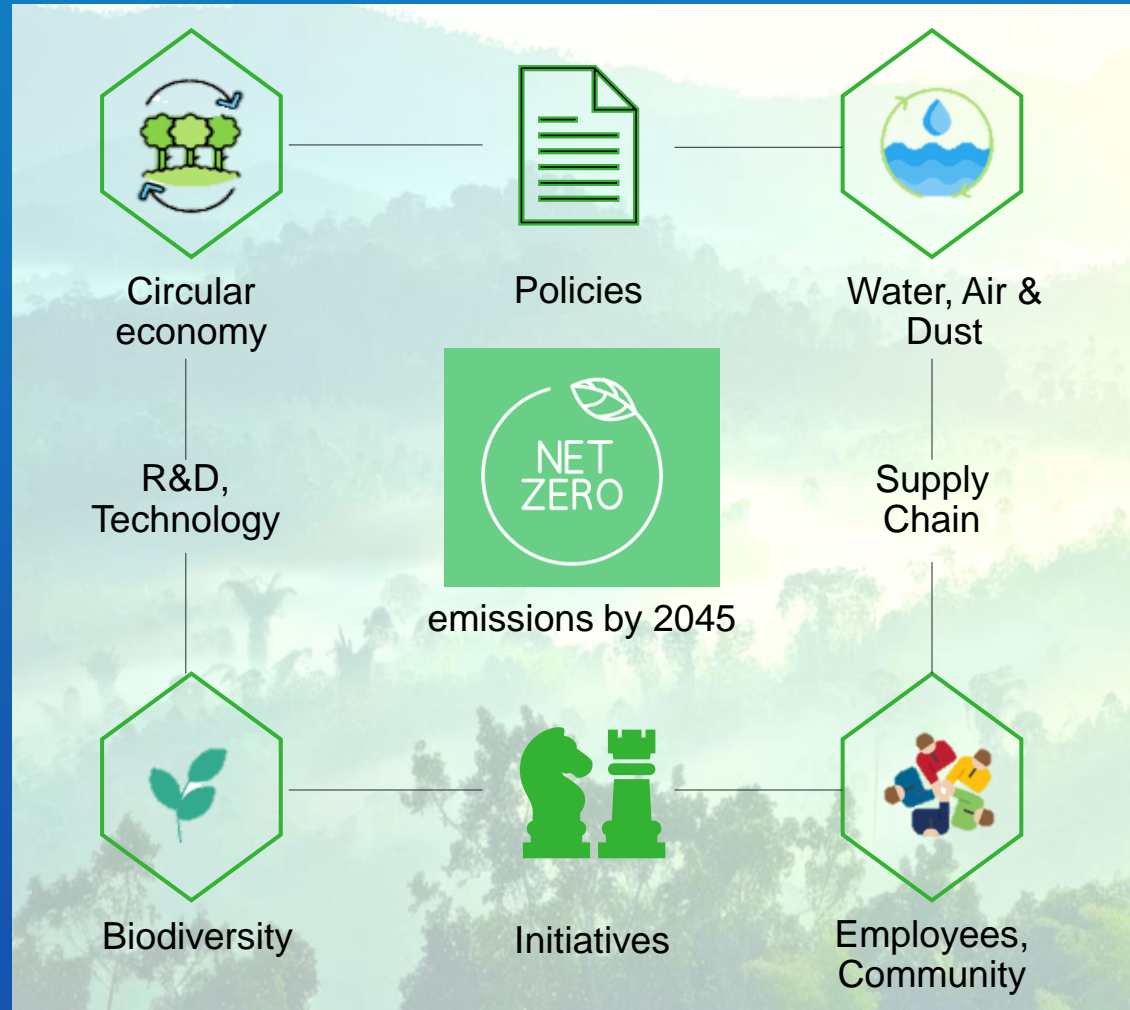 Circular
economy
Policies
Water, Air &
Dust
NET
ZERO
R&D,
Technology
Supply
Chain
emissions by 2045
Biodiversity
Initiatives
Employees,
Community